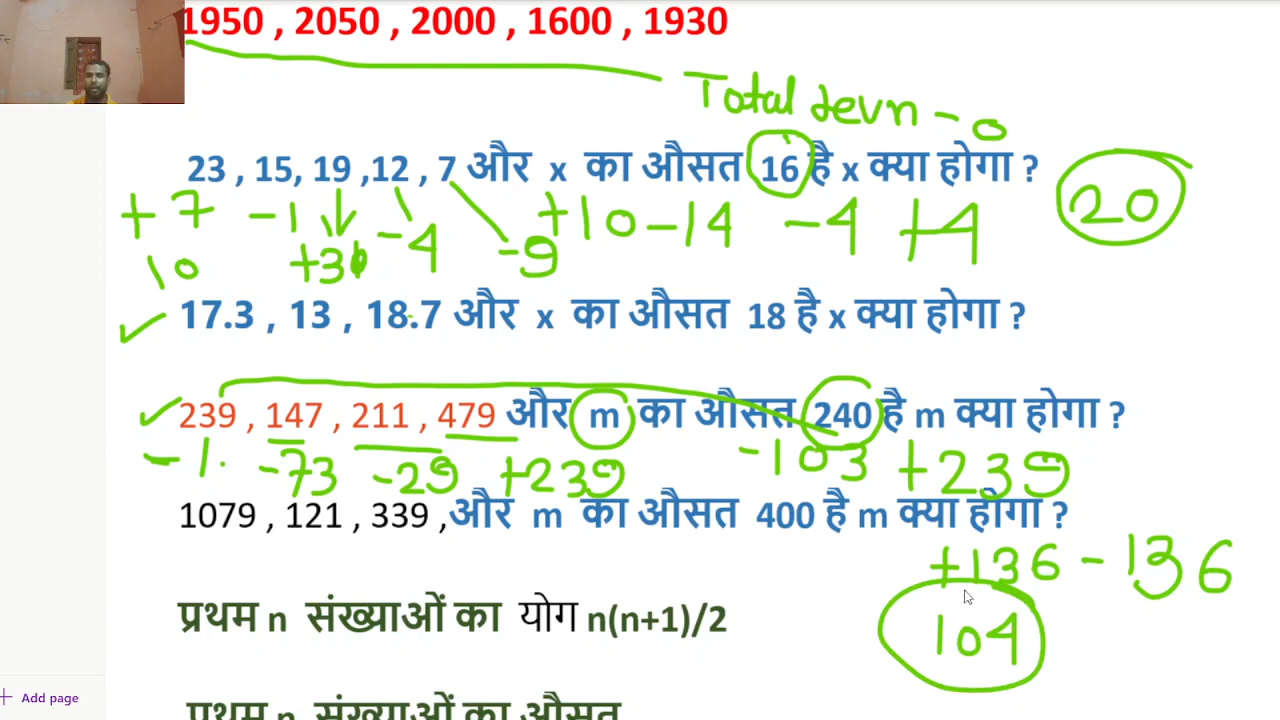 1950 , 2050 , 2000 , 1600 , 1930
Total devn - 0
23 , 15, 19 ,12 , 7 और x का औसत 16 है x क्या होगा ?
20
+7 -1 +10 -14 -4 +4
10 +3 -4 -9
17.3 , 13 , 18.7 और x का औसत 18 है x क्या होगा ?
239 , 147 , 211 , 479 और m का औसत 240 है m क्या होगा ?
-1. -73 -29 +239 -103 +239
1079 , 121 , 339 ,और m का औसत 400 है m क्या होगा ?
+136 - 136
प्रथम n संख्याओं का योग n(n+1)/2
104
Add page
प्रथम n संख्याओं का औसत